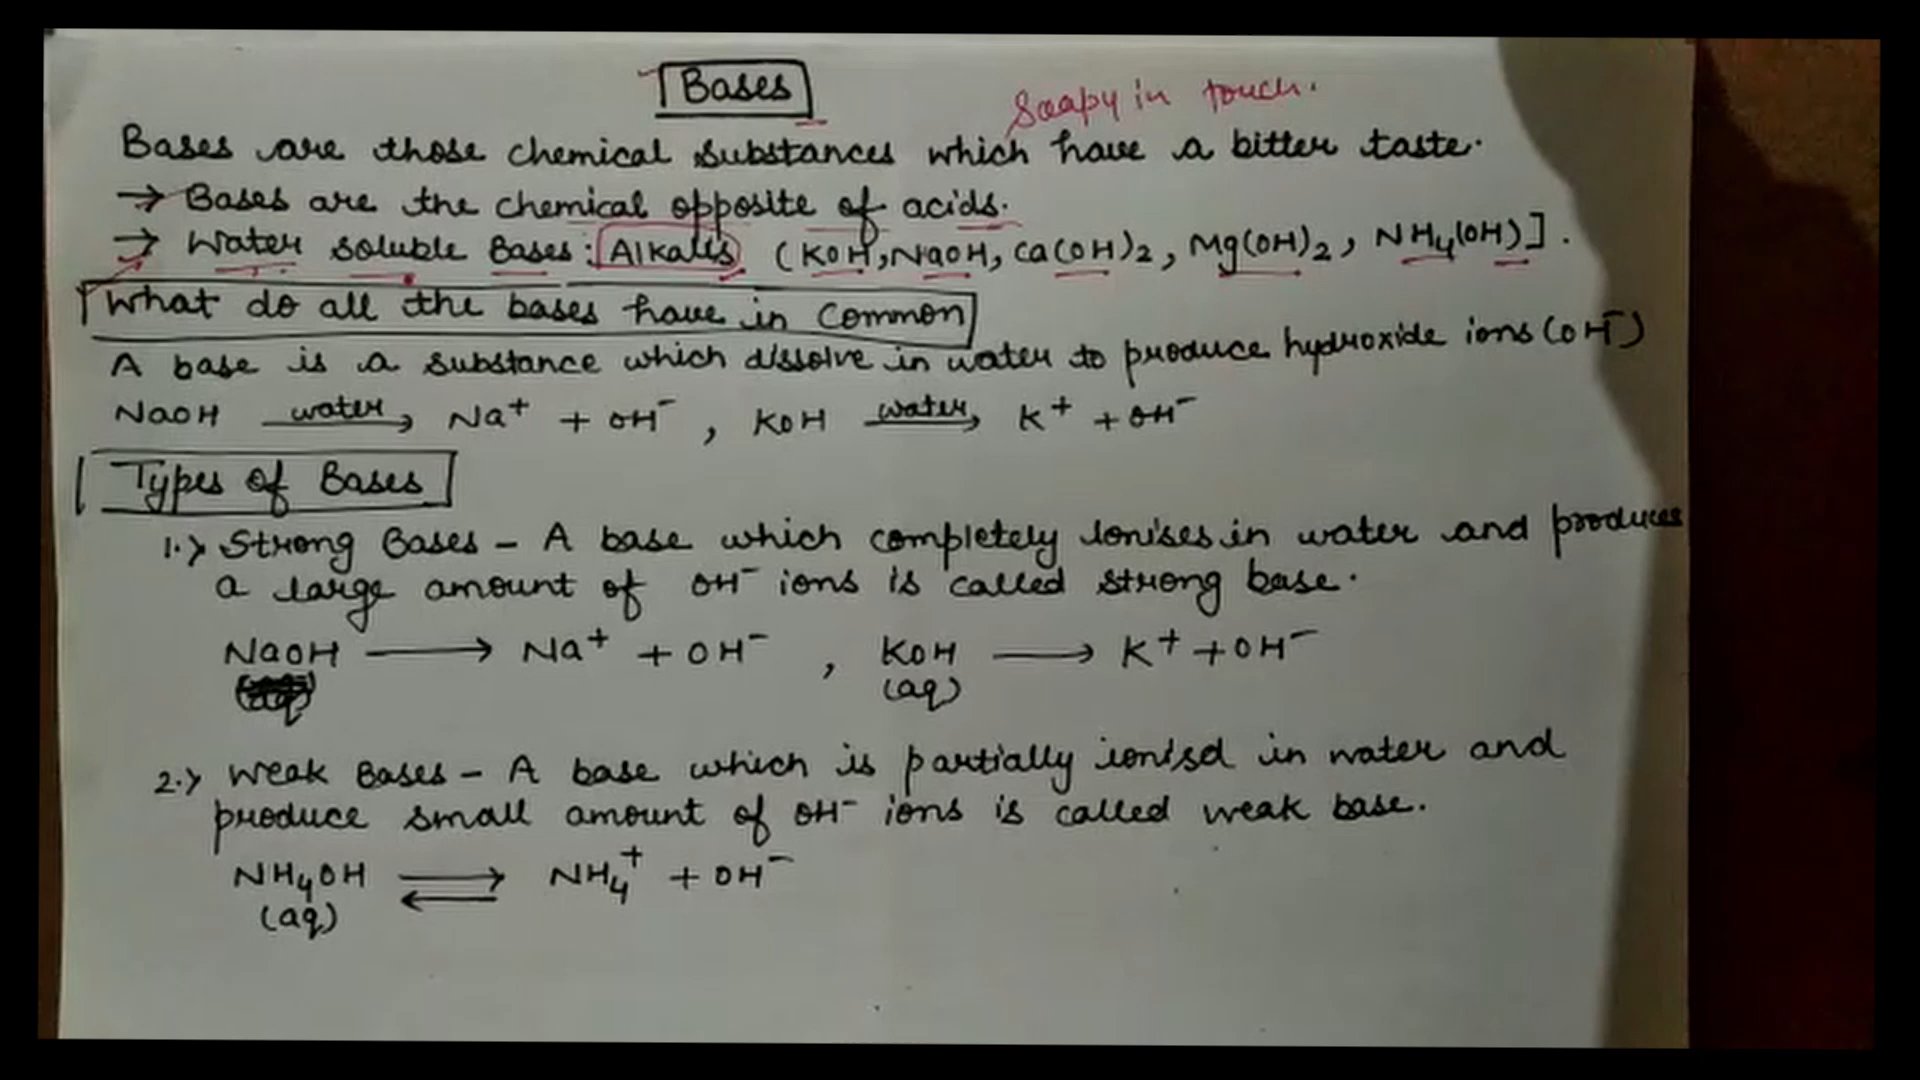 Bases
Soapy in touch.
Bases are those chemical substances which have a bitter taste.
→ Bases are the chemical opposite of acids.
→ Water soluble Bases : Alkalis (KOH, NaOH, Ca(OH)2, Mg(OH)2, NH4(OH)].
What do all the bases have in common
A base is a substance which dissolve in water to produce hydroxide ions (OH⁻)
NaOH water→ Na⁺ + OH⁻ , KOH water→ K⁺ + OH⁻
Types of Bases
1.) Strong Bases - A base which completely Ionises in water and produces
a large amount of OH⁻ ions is called strong base.
NaOH → Na⁺ + OH⁻ , KOH → K⁺ + OH⁻
(aq)
2.) Weak Bases - A base which is partially ionisd in water and
produce small amount of OH⁻ ions is called weak base.
NH4OH ⇌ NH4⁺ + OH⁻
(aq)